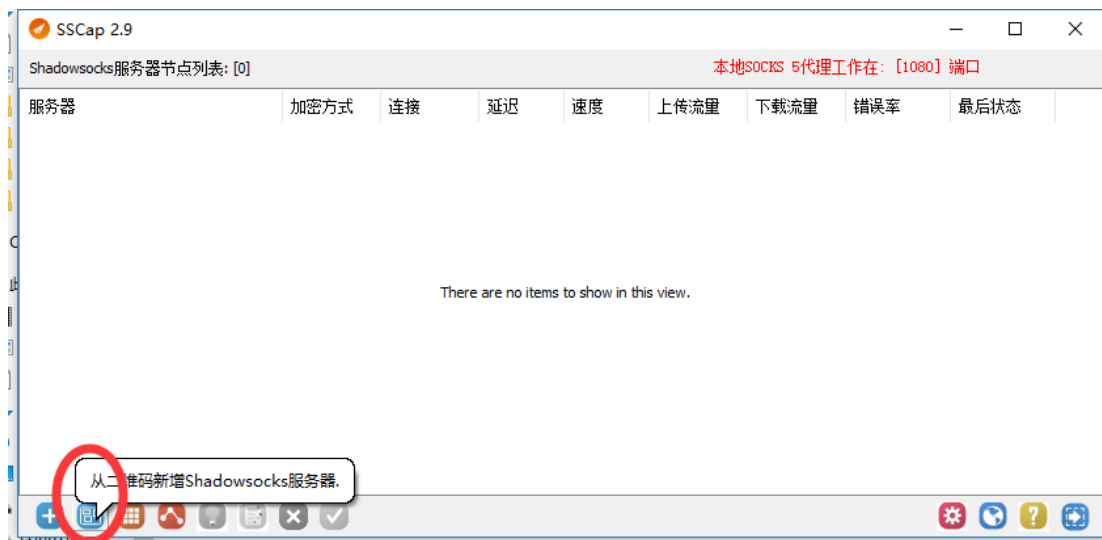 SSCap 2.9
Shadowsocks服务器节点列表: [0]
本地SOCKS 5代理工作在: [1080] 端口
服务器 加密方式 连接 延迟 速度 上传流量 下载流量 错误率 最后状态
There are no items to show in this view.
从二维码新增Shadowsocks服务器.